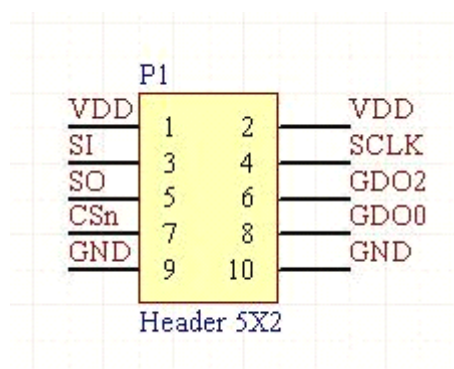 P1
VDD 1 2 VDD
SI 3 4 SCLK
SO 5 6 GDO2
CSn 7 8 GDO0
GND 9 10 GND
Header 5X2